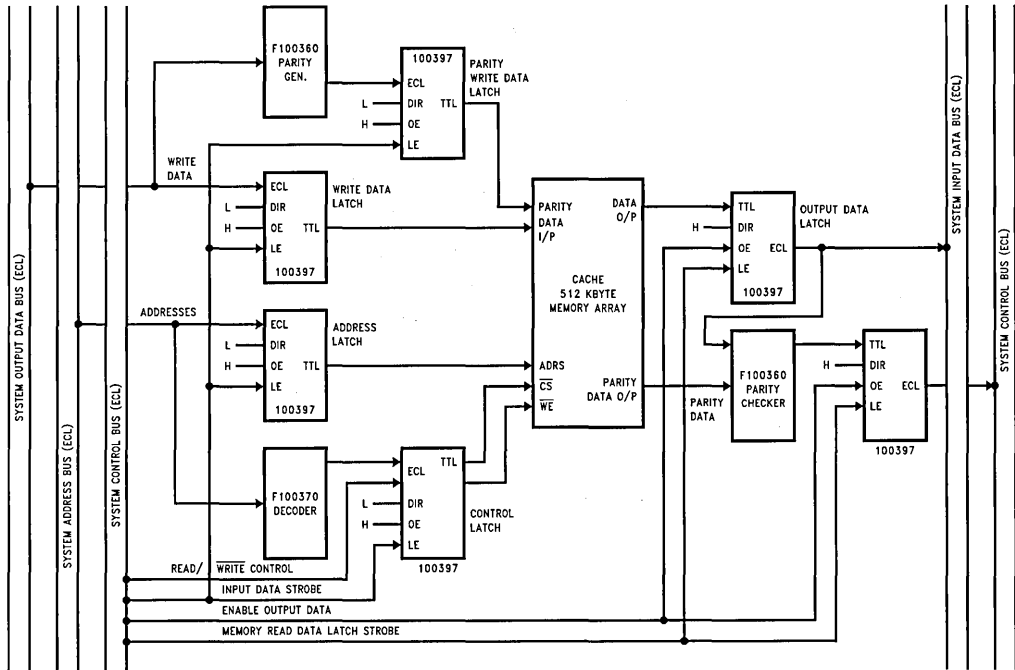 SYSTEM OUTPUT DATA BUS (ECL)
SYSTEM ADDRESS BUS (ECL)
SYSTEM CONTROL BUS (ECL)
WRITE
DATA
ADDRESSES
F100360
PARITY
GEN.
100397
ECL
DIR
TTL
OE
LE
L
H
PARITY
WRITE DATA
LATCH
ECL
DIR
OE
TTL
LE
100397
L
H
WRITE DATA
LATCH
ECL
DIR
OE
TTL
LE
100397
L
H
ADDRESS
LATCH
F100370
DECODER
TTL
ECL
DIR
OE
LE
100397
L
H
CONTROL
LATCH
PARITY
DATA
I/P
DATA
O/P
CACHE
512 KBYTE
MEMORY ARRAY
ADRS
CS
WE
PARITY
DATA O/P
TTL
DIR
OE
ECL
LE
100397
H
OUTPUT DATA
LATCH
PARITY
DATA
F100360
PARITY
CHECKER
TTL
DIR
OE
ECL
LE
100397
H
READ/ WRITE CONTROL
INPUT DATA STROBE
ENABLE OUTPUT DATA
MEMORY READ DATA LATCH STROBE
SYSTEM INPUT DATA BUS (ECL)
SYSTEM CONTROL BUS (ECL)